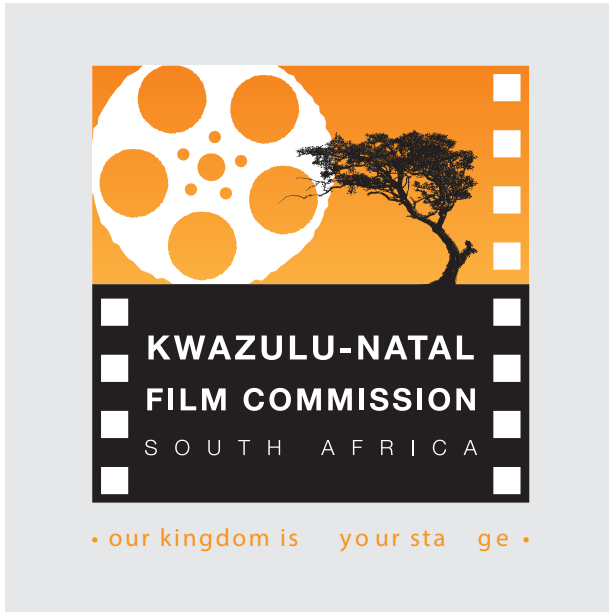 KWAZULU-NATAL
FILM COMMISSION
SOUTH AFRICA
• our kingdom is your sta ge •